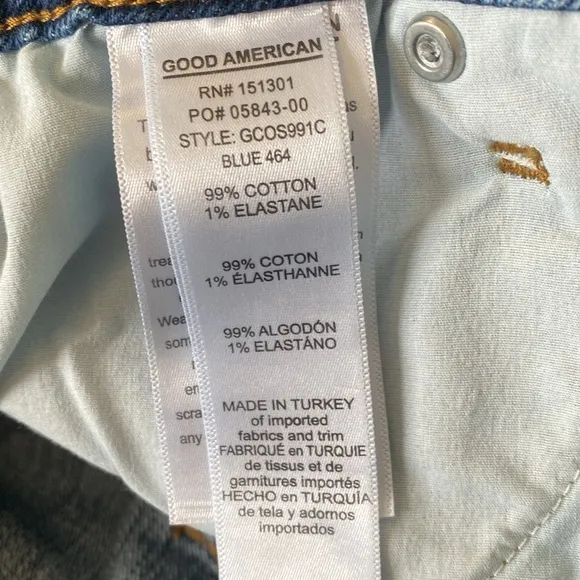 GOOD AMERICAN
RN# 151301
PO# 05843-00
STYLE: GCOS991C
BLUE 464
99% COTTON
1% ELASTANE
99% COTON
1% ÉLASTHANNE
99% ALGODÓN
1% ELASTÁNO
MADE IN TURKEY
of imported
fabrics and trim
FABRIQUÉ en TURQUIE
de tissus et de
garnitures importés
HECHO en TURQUÍA
de tela y adornos
importados
any